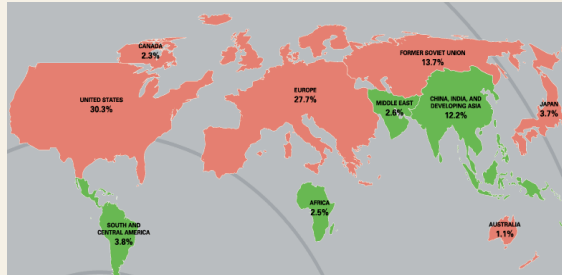 CANADA
2.3%
FORMER SOVIET UNION
13.7%
UNITED STATES
30.3%
EUROPE
27.7%
MIDDLE EAST
2.6%
CHINA, INDIA, AND
DEVELOPING ASIA
12.2%
JAPAN
3.7%
AFRICA
2.5%
SOUTH AND
CENTRAL AMERICA
3.8%
AUSTRALIA
1.1%